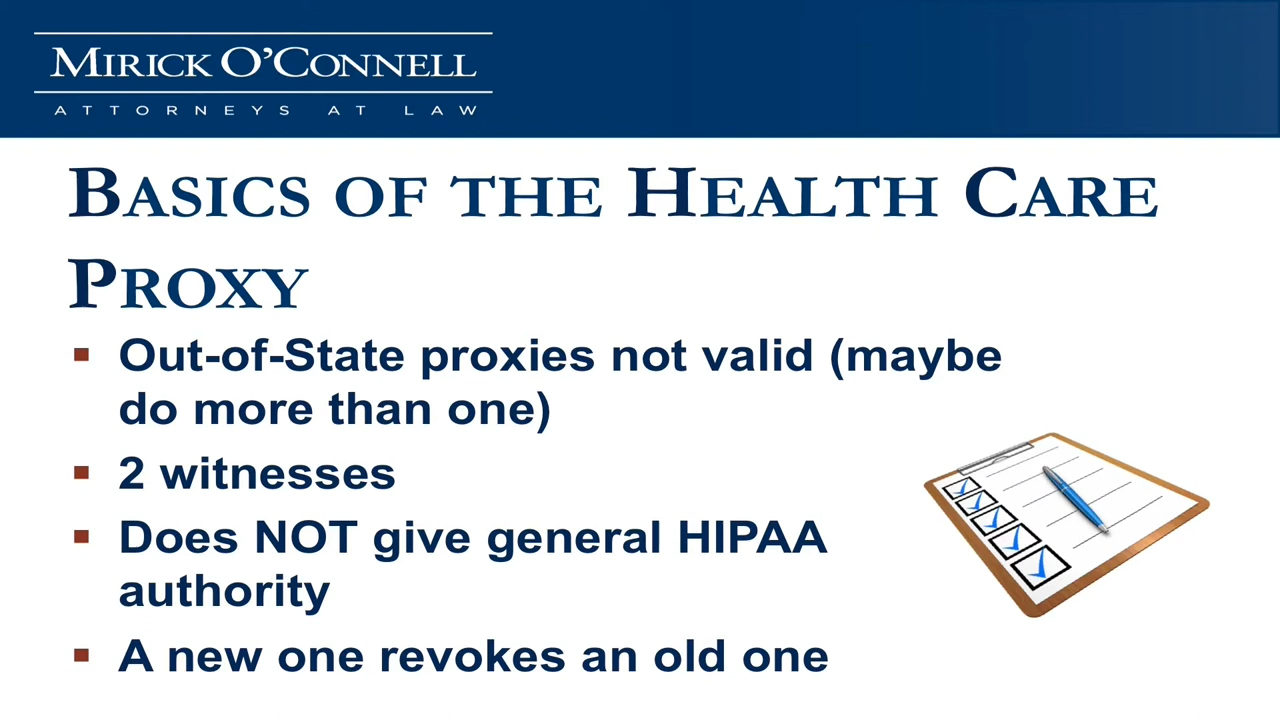 MIRICK O'CONNELL
ATTORNEYS AT LAW
BASICS OF THE HEALTH CARE
PROXY
▪ Out-of-State proxies not valid (maybe
do more than one)
▪ 2 witnesses
▪ Does NOT give general HIPAA
authority
▪ A new one revokes an old one